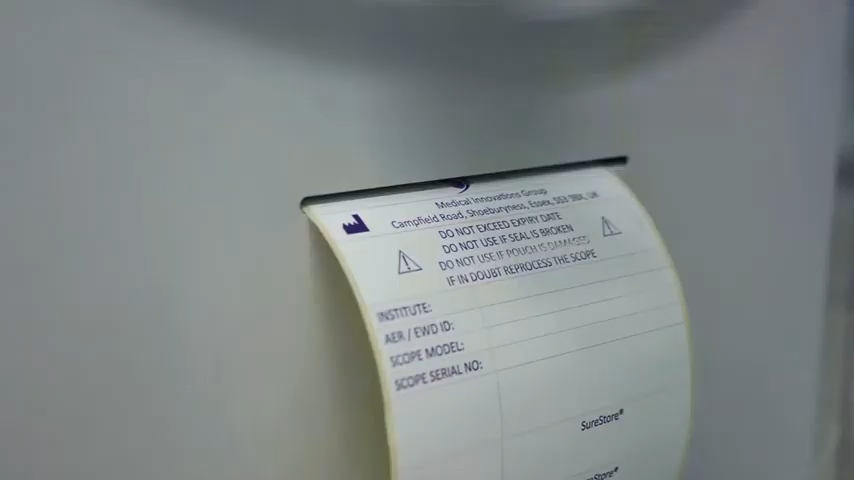 Medical Innovations Group
Campfield Road, Shoeburyness, Essex, SS3 9BX, UK
DO NOT EXCEED EXPIRY DATE
DO NOT USE IF SEAL IS BROKEN
DO NOT USE IF POUCH IS DAMAGED
IF IN DOUBT REPROCESS THE SCOPE
INSTITUTE:
AER / EWD ID:
SCOPE MODEL:
SCOPE SERIAL NO:
SureStore®
SureStore®